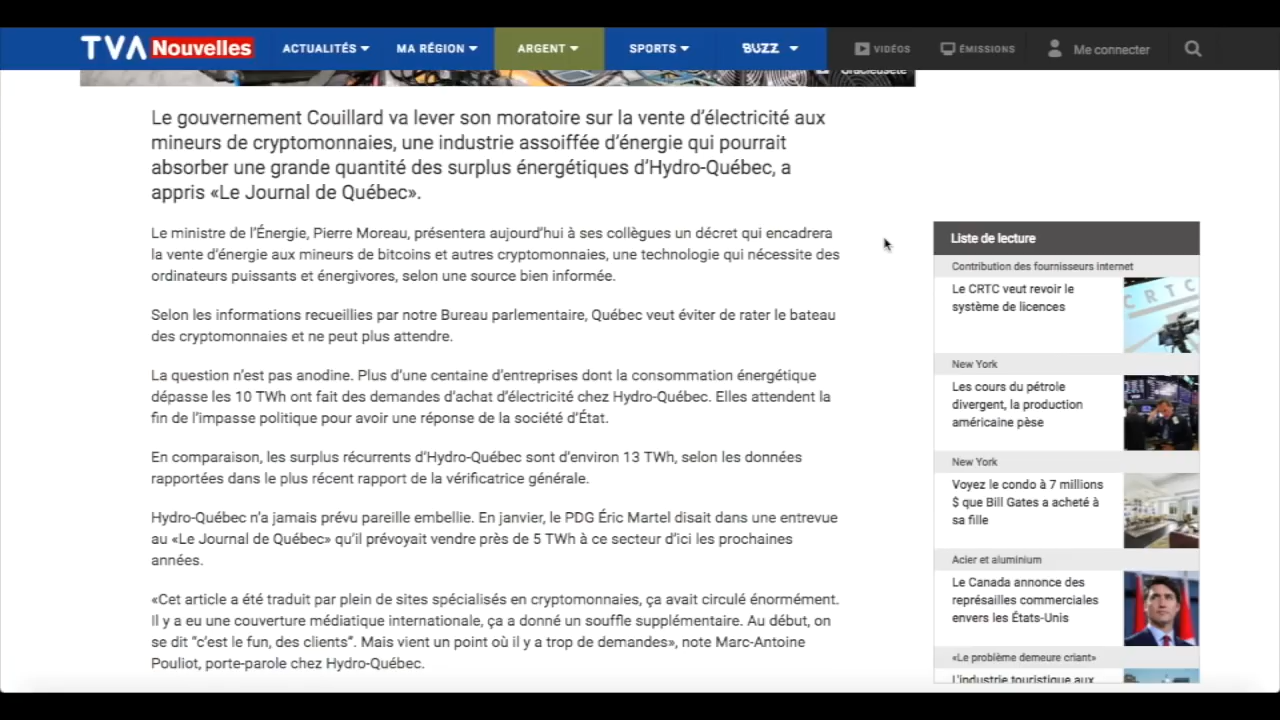 TVA Nouvelles
ACTUALITÉS
MA RÉGION
ARGENT
SPORTS
BUZZ
VIDÉOS
ÉMISSIONS
Me connecter
Gracieuseté
Le gouvernement Couillard va lever son moratoire sur la vente d'électricité aux
mineurs de cryptomonnaies, une industrie assoiffée d'énergie qui pourrait
absorber une grande quantité des surplus énergétiques d'Hydro-Québec, a
appris «Le Journal de Québec».
Le ministre de l'Énergie, Pierre Moreau, présentera aujourd'hui à ses collègues un décret qui encadrera
la vente d'énergie aux mineurs de bitcoins et autres cryptomonnaies, une technologie qui nécessite des
ordinateurs puissants et énergivores, selon une source bien informée.
Selon les informations recueillies par notre Bureau parlementaire, Québec veut éviter de rater le bateau
des cryptomonnaies et ne peut plus attendre.
La question n'est pas anodine. Plus d'une centaine d'entreprises dont la consommation énergétique
dépasse les 10 TWh ont fait des demandes d'achat d'électricité chez Hydro-Québec. Elles attendent la
fin de l'impasse politique pour avoir une réponse de la société d'État.
En comparaison, les surplus récurrents d'Hydro-Québec sont d'environ 13 TWh, selon les données
rapportées dans le plus récent rapport de la vérificatrice générale.
Hydro-Québec n'a jamais prévu pareille embellie. En janvier, le PDG Éric Martel disait dans une entrevue
au «Le Journal de Québec» qu'il prévoyait vendre près de 5 TWh à ce secteur d'ici les prochaines
années.
«Cet article a été traduit par plein de sites spécialisés en cryptomonnaies, ça avait circulé énormément.
Il y a eu une couverture médiatique internationale, ça a donné un souffle supplémentaire. Au début, on
se dit "c'est le fun, des clients". Mais vient un point où il y a trop de demandes», note Marc-Antoine
Pouliot, porte-parole chez Hydro-Québec.
Liste de lecture
Contribution des fournisseurs internet
Le CRTC veut revoir le
système de licences
CRTC
New York
Les cours du pétrole
divergent, la production
américaine pèse
New York
Voyez le condo à 7 millions
$ que Bill Gates a acheté à
sa fille
Acier et aluminium
Le Canada annonce des
représailles commerciales
envers les États-Unis
«Le problème demeure criant»
L'industrie touristique aux